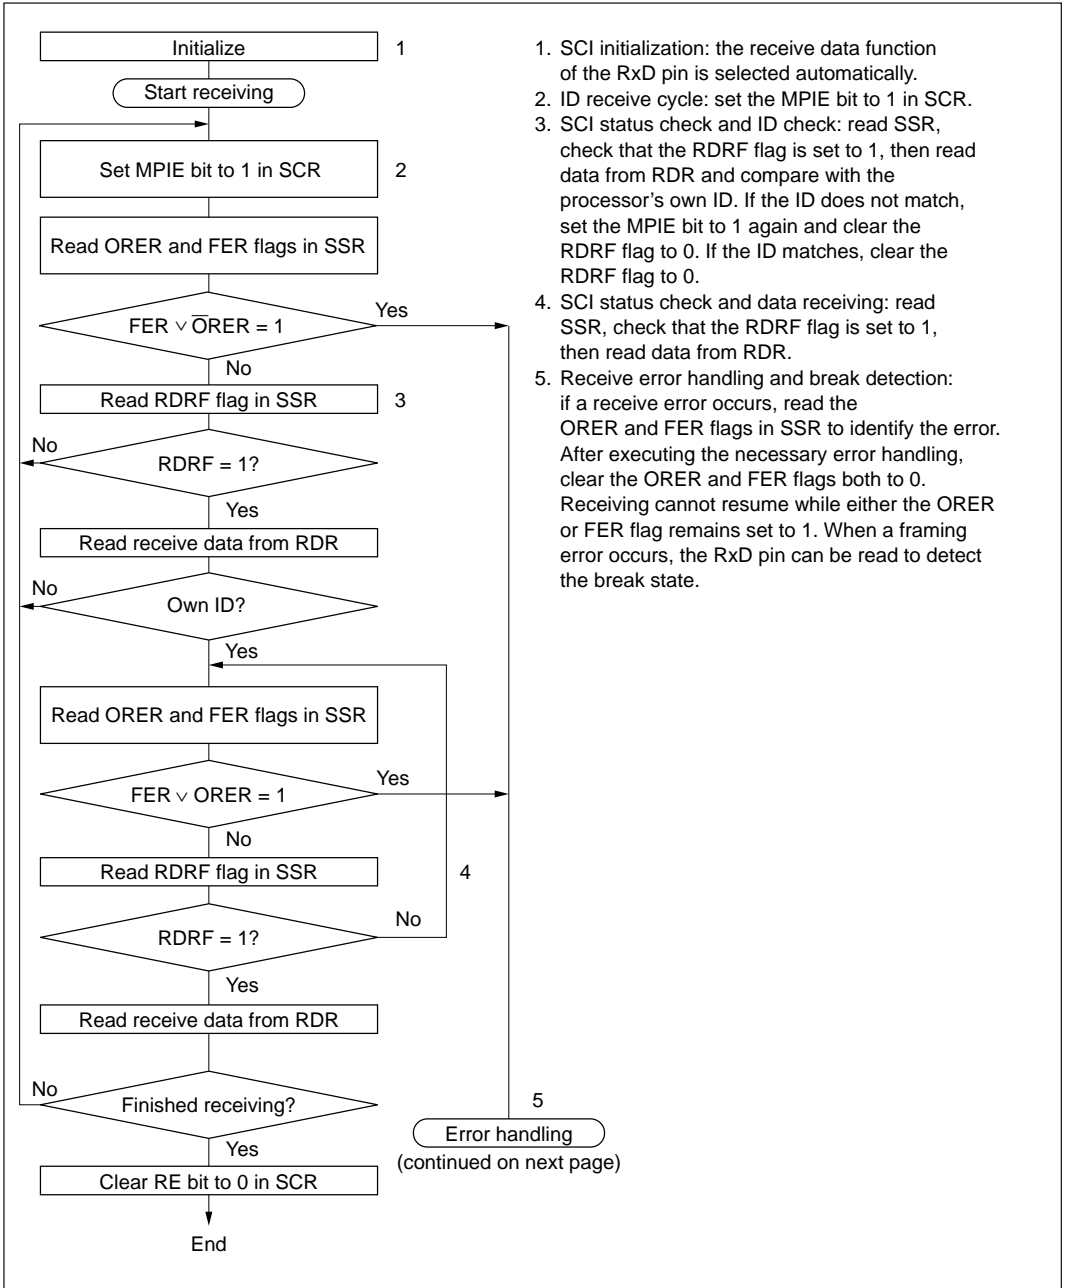 Initialize
1
Start receiving
Set MPIE bit to 1 in SCR
2
Read ORER and FER flags in SSR
FER ∨ O̅RER = 1
Yes
No
Read RDRF flag in SSR
3
No
RDRF = 1?
Yes
Read receive data from RDR
No
Own ID?
Yes
Read ORER and FER flags in SSR
FER ∨ ORER = 1
Yes
No
Read RDRF flag in SSR
4
No
RDRF = 1?
Yes
Read receive data from RDR
No
Finished receiving?
Yes
Clear RE bit to 0 in SCR
End
5
Error handling
(continued on next page)
1. SCI initialization: the receive data function
of the RxD pin is selected automatically.
2. ID receive cycle: set the MPIE bit to 1 in SCR.
3. SCI status check and ID check: read SSR,
check that the RDRF flag is set to 1, then read
data from RDR and compare with the
processor's own ID. If the ID does not match,
set the MPIE bit to 1 again and clear the
RDRF flag to 0. If the ID matches, clear the
RDRF flag to 0.
4. SCI status check and data receiving: read
SSR, check that the RDRF flag is set to 1,
then read data from RDR.
5. Receive error handling and break detection:
if a receive error occurs, read the
ORER and FER flags in SSR to identify the error.
After executing the necessary error handling,
clear the ORER and FER flags both to 0.
Receiving cannot resume while either the ORER
or FER flag remains set to 1. When a framing
error occurs, the RxD pin can be read to detect
the break state.